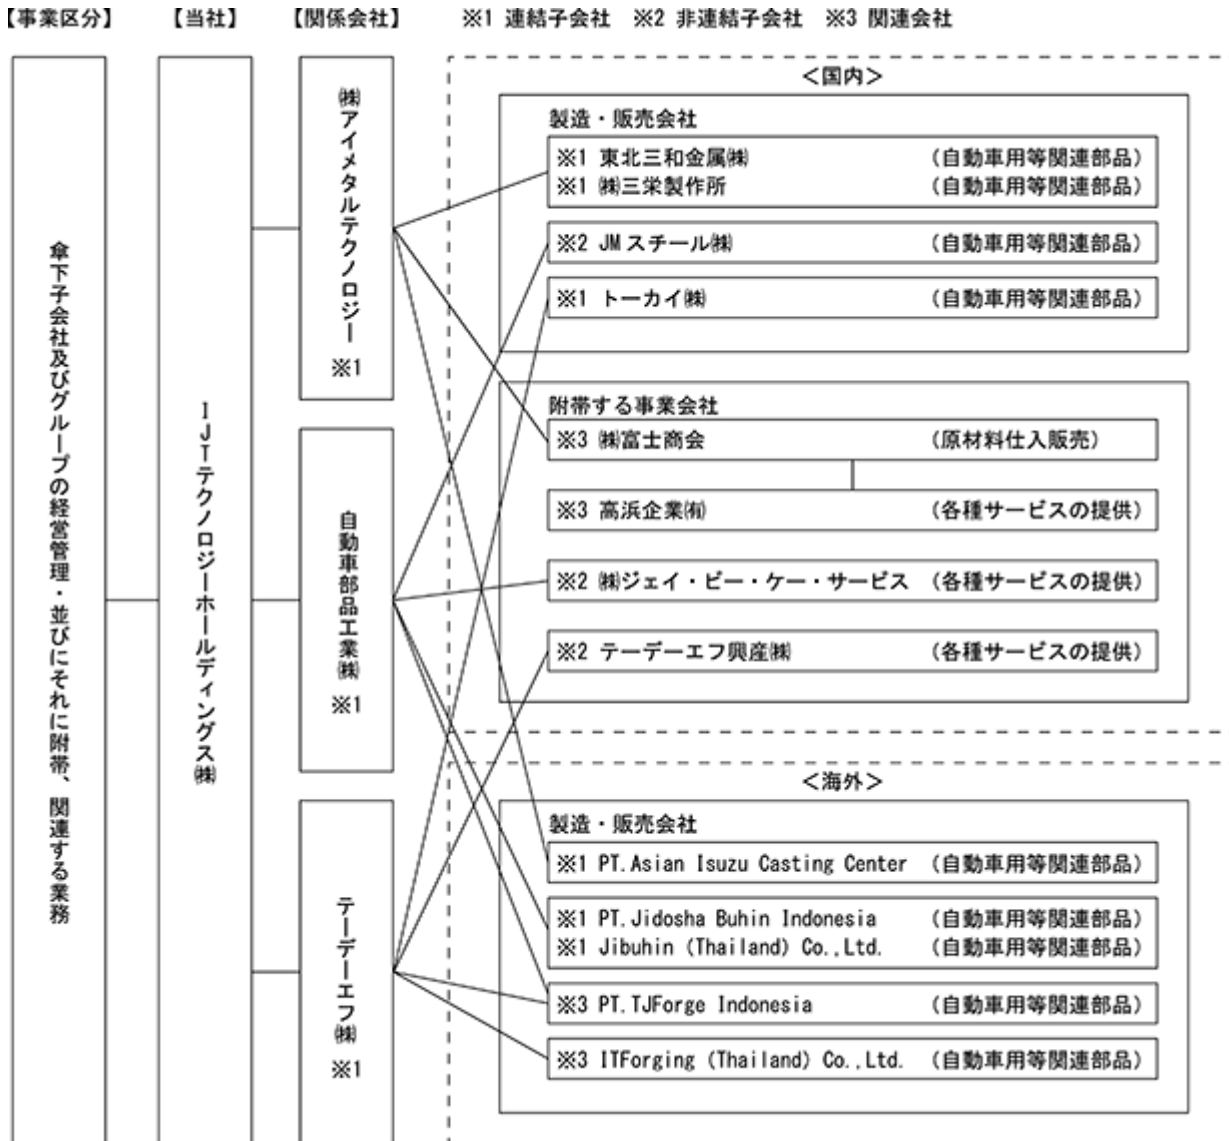 【事業区分】 【当社】 【関係会社】 ※1 連結子会社 ※2 非連結子会社 ※3 関連会社
傘下子会社及びグループの経営管理・並びにそれに附帯、関連する業務
IJTテクノロジーホールディングス㈱
㈱アイメタルテクノロジー ※1
自動車部品工業㈱ ※1
テーデーエフ㈱ ※1
＜国内＞
製造・販売会社
※1 東北三和金属㈱ （自動車用等関連部品）
※1 ㈱三栄製作所 （自動車用等関連部品）
※2 JMスチール㈱ （自動車用等関連部品）
※1 トーカイ㈱ （自動車用等関連部品）
附帯する事業会社
※3 ㈱富士商会 （原材料仕入販売）
※3 高浜企業㈲ （各種サービスの提供）
※2 ㈱ジェイ・ビー・ケー・サービス （各種サービスの提供）
※2 テーデーエフ興産㈱ （各種サービスの提供）
＜海外＞
製造・販売会社
※1 PT.Asian Isuzu Casting Center （自動車用等関連部品）
※1 PT.Jidosha Buhin Indonesia （自動車用等関連部品）
※1 Jibuhin (Thailand) Co.,Ltd. （自動車用等関連部品）
※3 PT.TJForge Indonesia （自動車用等関連部品）
※3 ITForging (Thailand) Co.,Ltd. （自動車用等関連部品）